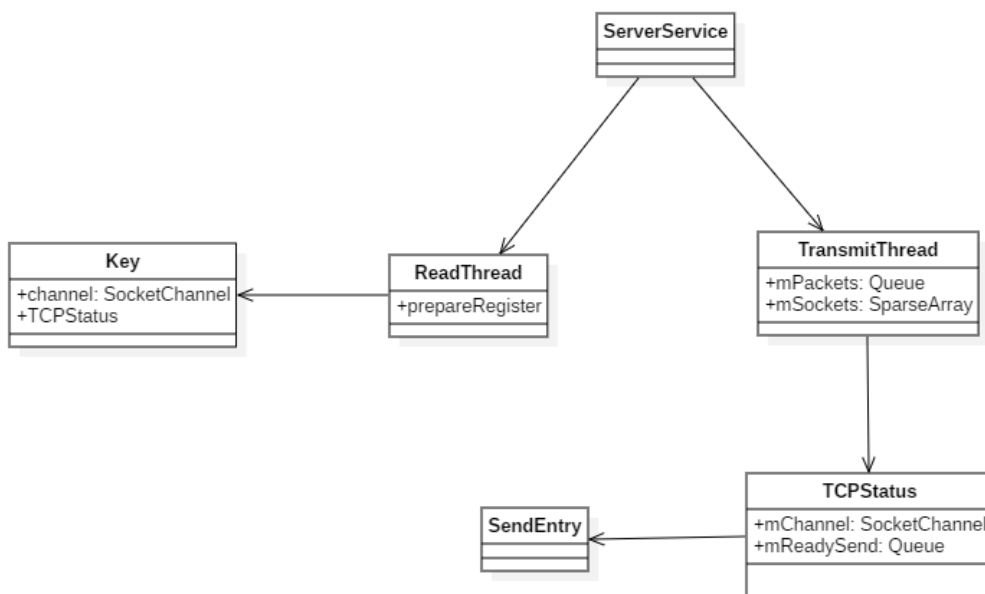 ServerService
Key
+channel: SocketChannel
+TCPStatus
ReadThread
+prepareRegister
TransmitThread
+mPackets: Queue
+mSockets: SparseArray
SendEntry
TCPStatus
+mChannel: SocketChannel
+mReadySend: Queue